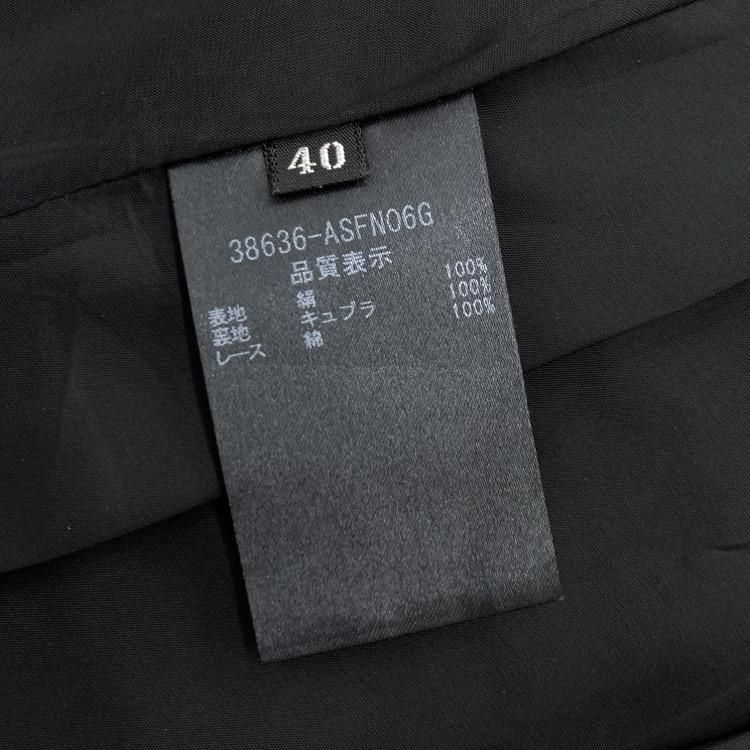 40
38636-ASFN06G
品質表示
表地 絹 100%
裏地 キュプラ 100%
レース 綿 100%